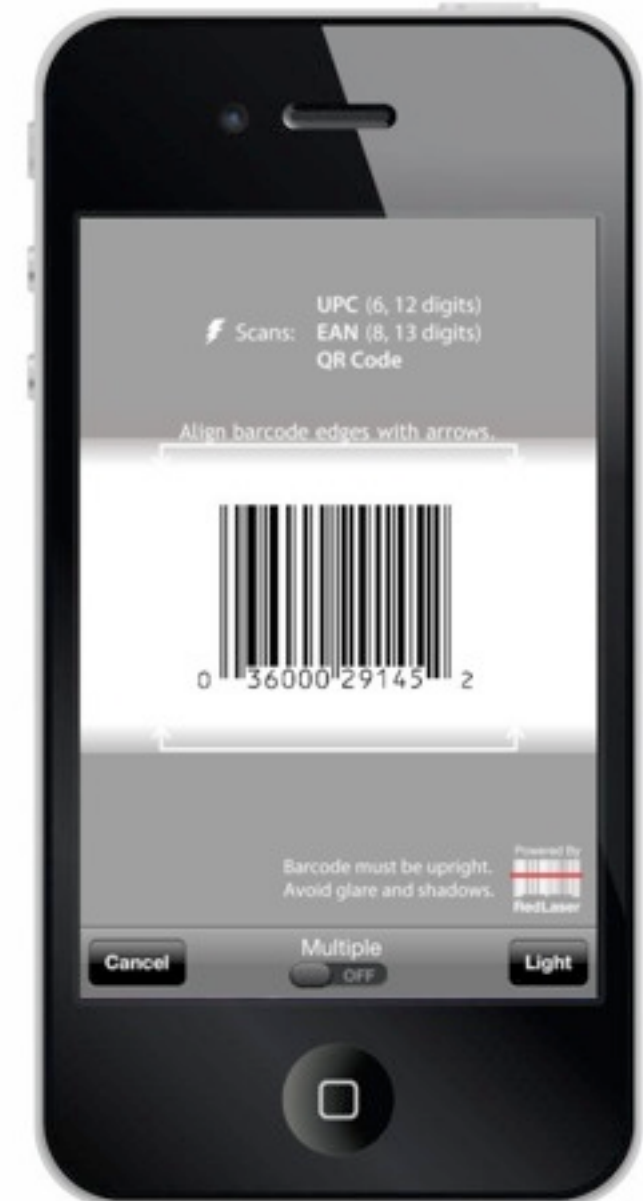 UPC (6, 12 digits)
Scans: EAN (8, 13 digits)
QR Code
Align barcode edges with arrows.
0 36000 29145 2
Barcode must be upright.
Avoid glare and shadows.
Powered By
RedLaser
Cancel
Multiple
OFF
Light